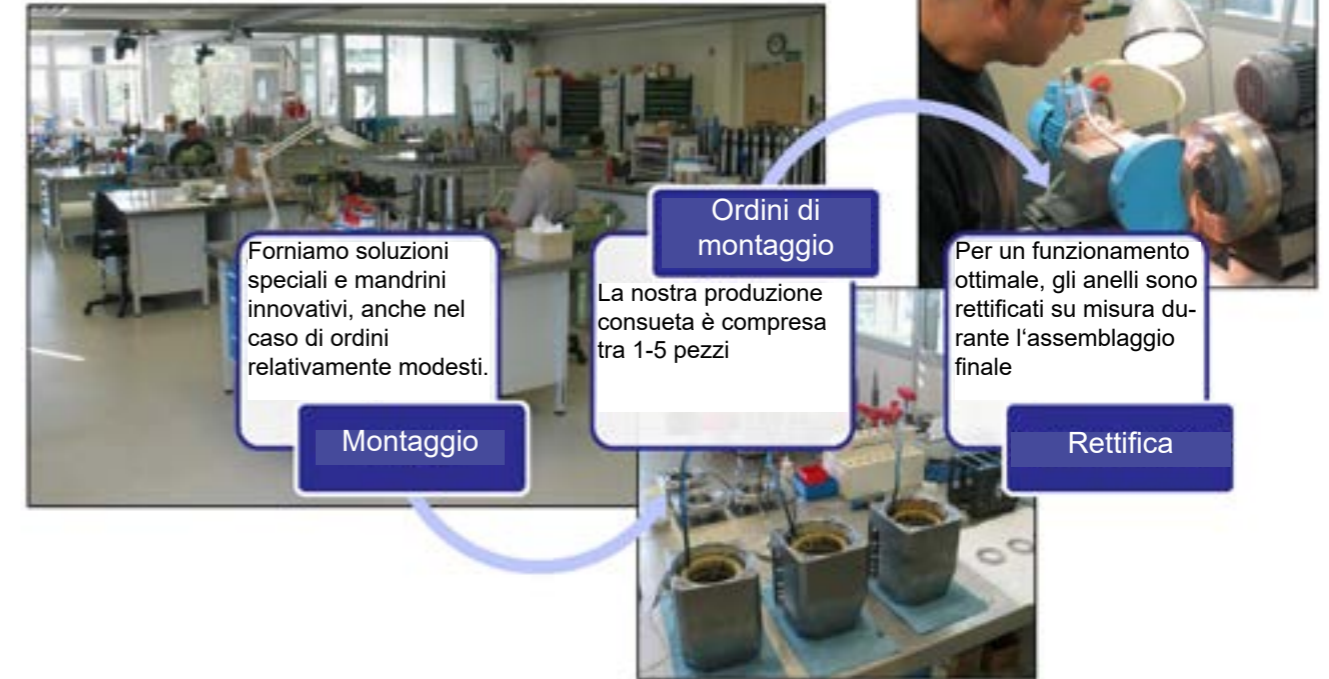 Forniamo soluzioni
speciali e mandrini
innovativi, anche nel
caso di ordini
relativamente modesti.
Montaggio
Ordini di
montaggio
La nostra produzione
consueta è compresa
tra 1-5 pezzi
Per un funzionamento
ottimale, gli anelli sono
rettificati su misura du-
rante l‘assemblaggio
finale
Rettifica